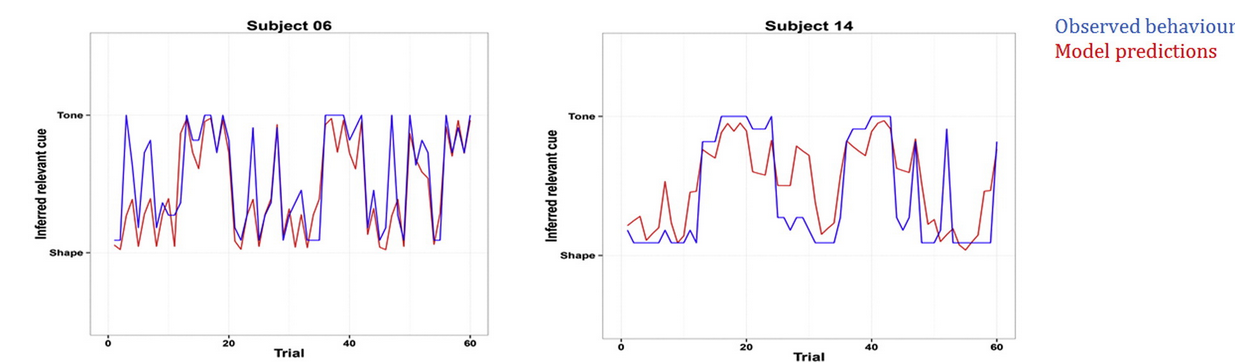 Subject 06
Tone
Shape
Inferred relevant cue
0 20 40 60
Trial
Subject 14
Tone
Shape
Inferred relevant cue
0 20 40 60
Trial
Observed behaviour
Model predictions